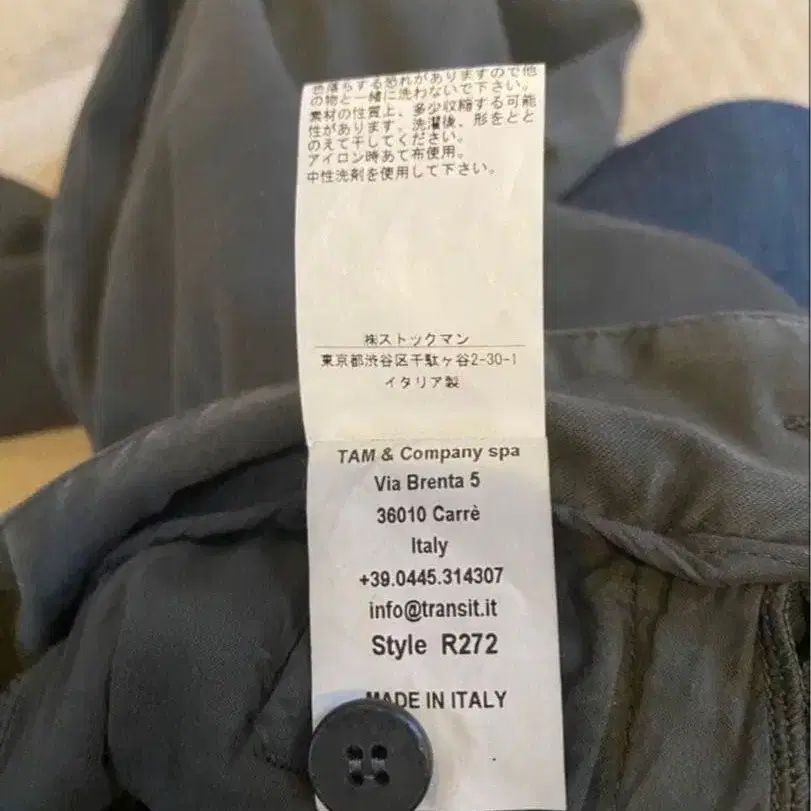 色落ちする恐れがありますので他
の物と一緒に洗わないで下さい。
素材の性質上、多少収縮する可能
性があります。洗濯後、形をとと
のえて干してください。
アイロン時あて布使用。
中性洗剤を使用して下さい。
㈱ストックマン
東京都渋谷区千駄ヶ谷2-30-1
イタリア製
TAM & Company spa
Via Brenta 5
36010 Carrè
Italy
+39.0445.314307
info@transit.it
Style R272
MADE IN ITALY